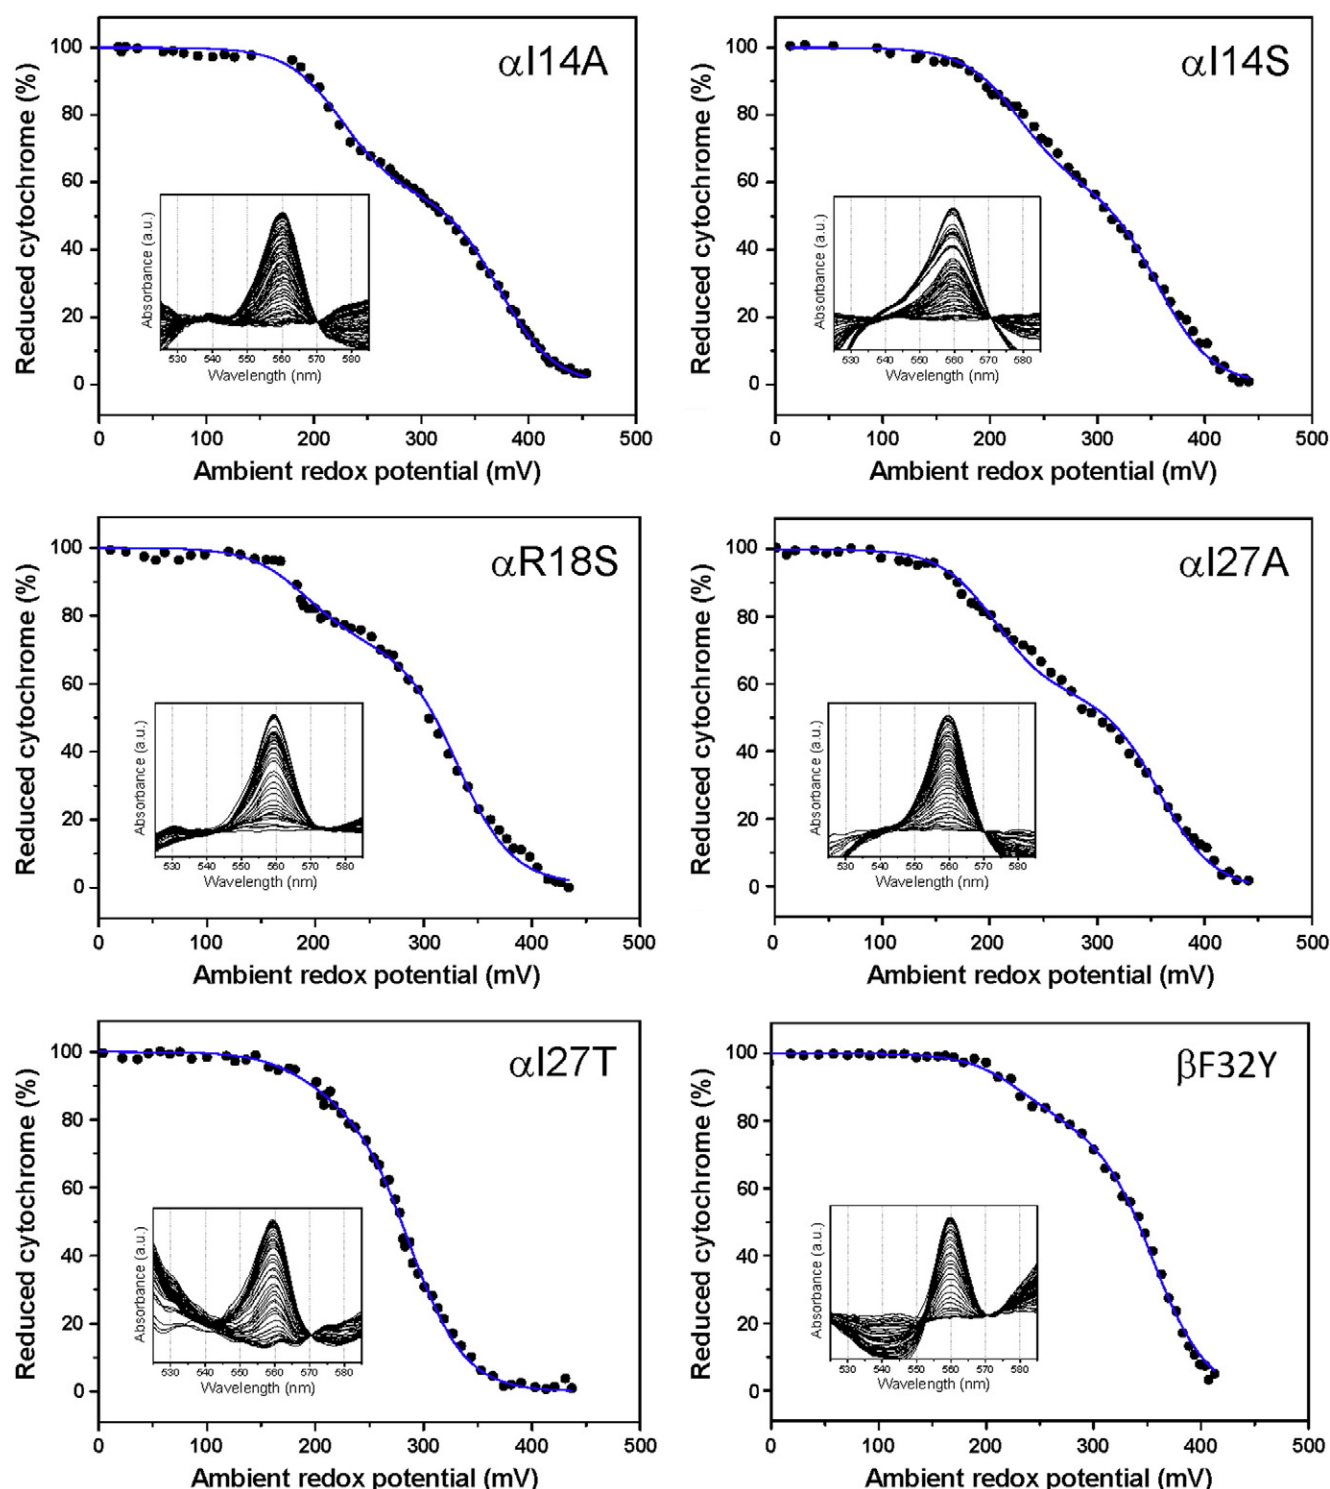 αI14A
Reduced cytochrome (%)
100
80
60
40
20
0
Absorbance (a.u.)
530 540 550 560 570 580
Wavelength (nm)
0 100 200 300 400 500
Ambient redox potential (mV)
αI14S
Reduced cytochrome (%)
100
80
60
40
20
0
Absorbance (a.u.)
530 540 550 560 570 580
Wavelength (nm)
0 100 200 300 400 500
Ambient redox potential (mV)
αR18S
Reduced cytochrome (%)
100
80
60
40
20
0
Absorbance (a.u.)
530 540 550 560 570 580
Wavelength (nm)
0 100 200 300 400 500
Ambient redox potential (mV)
αI27A
Reduced cytochrome (%)
100
80
60
40
20
0
Absorbance (a.u.)
530 540 550 560 570 580
Wavelength (nm)
0 100 200 300 400 500
Ambient redox potential (mV)
αI27T
Reduced cytochrome (%)
100
80
60
40
20
0
Absorbance (a.u.)
530 540 550 560 570 580
Wavelength (nm)
0 100 200 300 400 500
Ambient redox potential (mV)
βF32Y
Reduced cytochrome (%)
100
80
60
40
20
0
Absorbance (a.u.)
530 540 550 560 570 580
Wavelength (nm)
0 100 200 300 400 500
Ambient redox potential (mV)